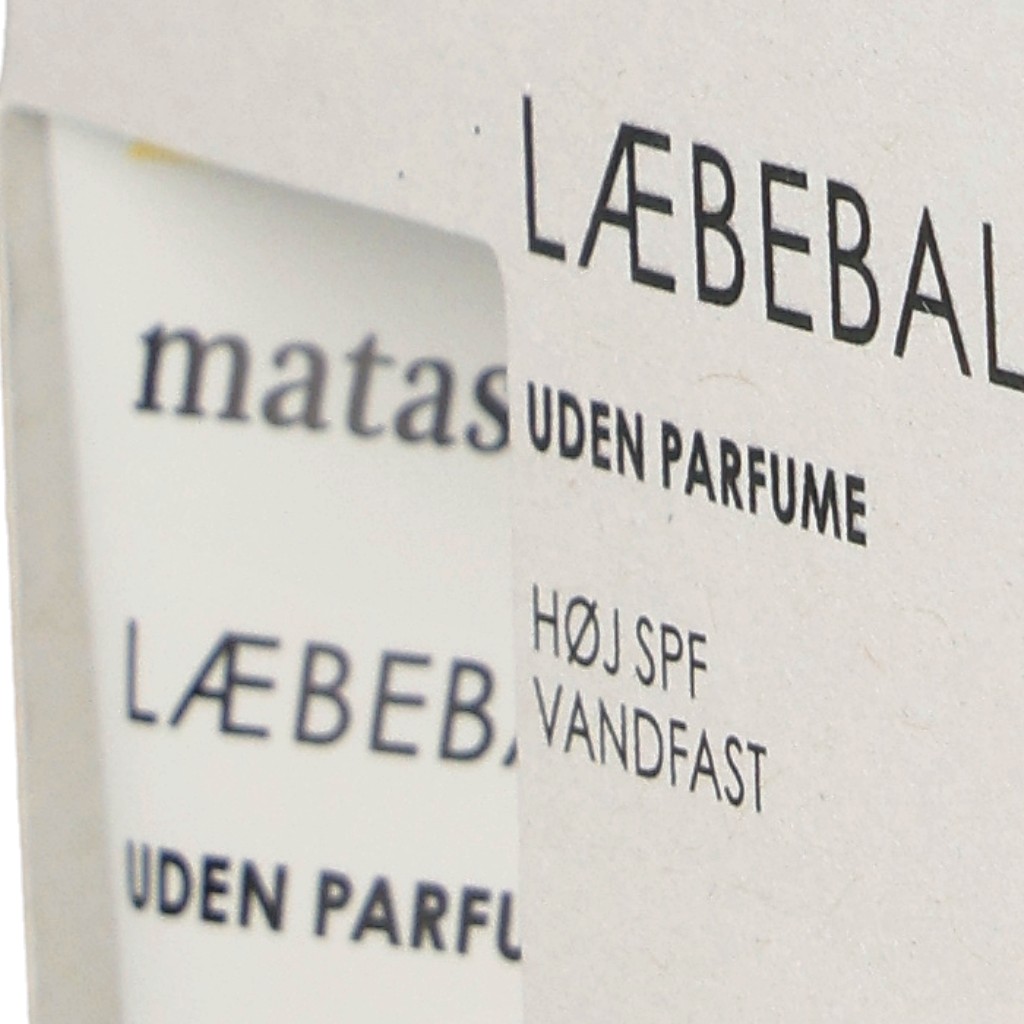 matas
LÆBEB
UDEN PARFU
LÆBEBAL
UDEN PARFUME
HØJ SPF
VANDFAST